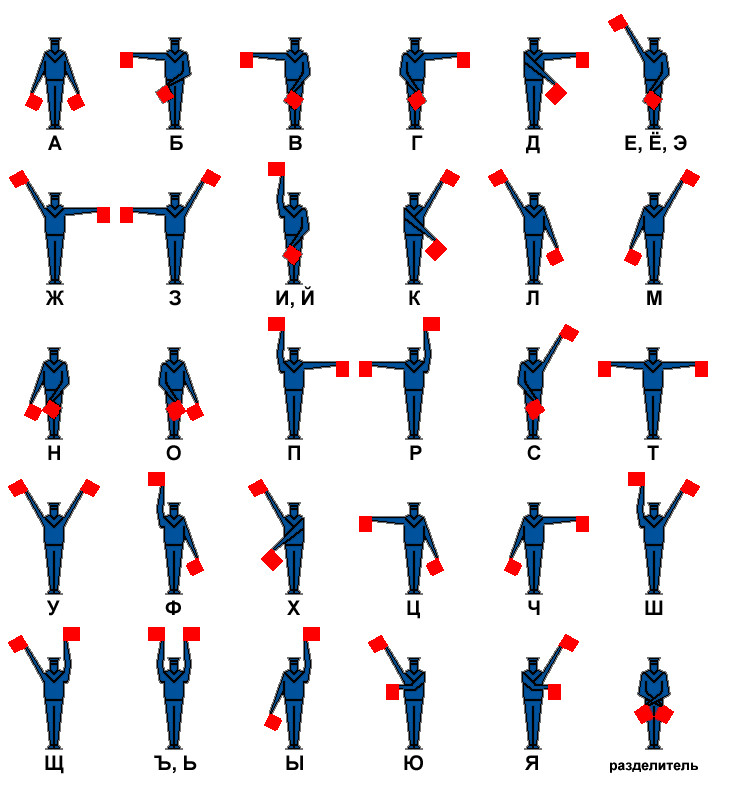 А Б В Г Д Е, Ё, Э
Ж З И, Й К Л М
Н О П Р С Т
У Ф Х Ц Ч Ш
Щ Ъ, Ь Ы Ю Я разделитель